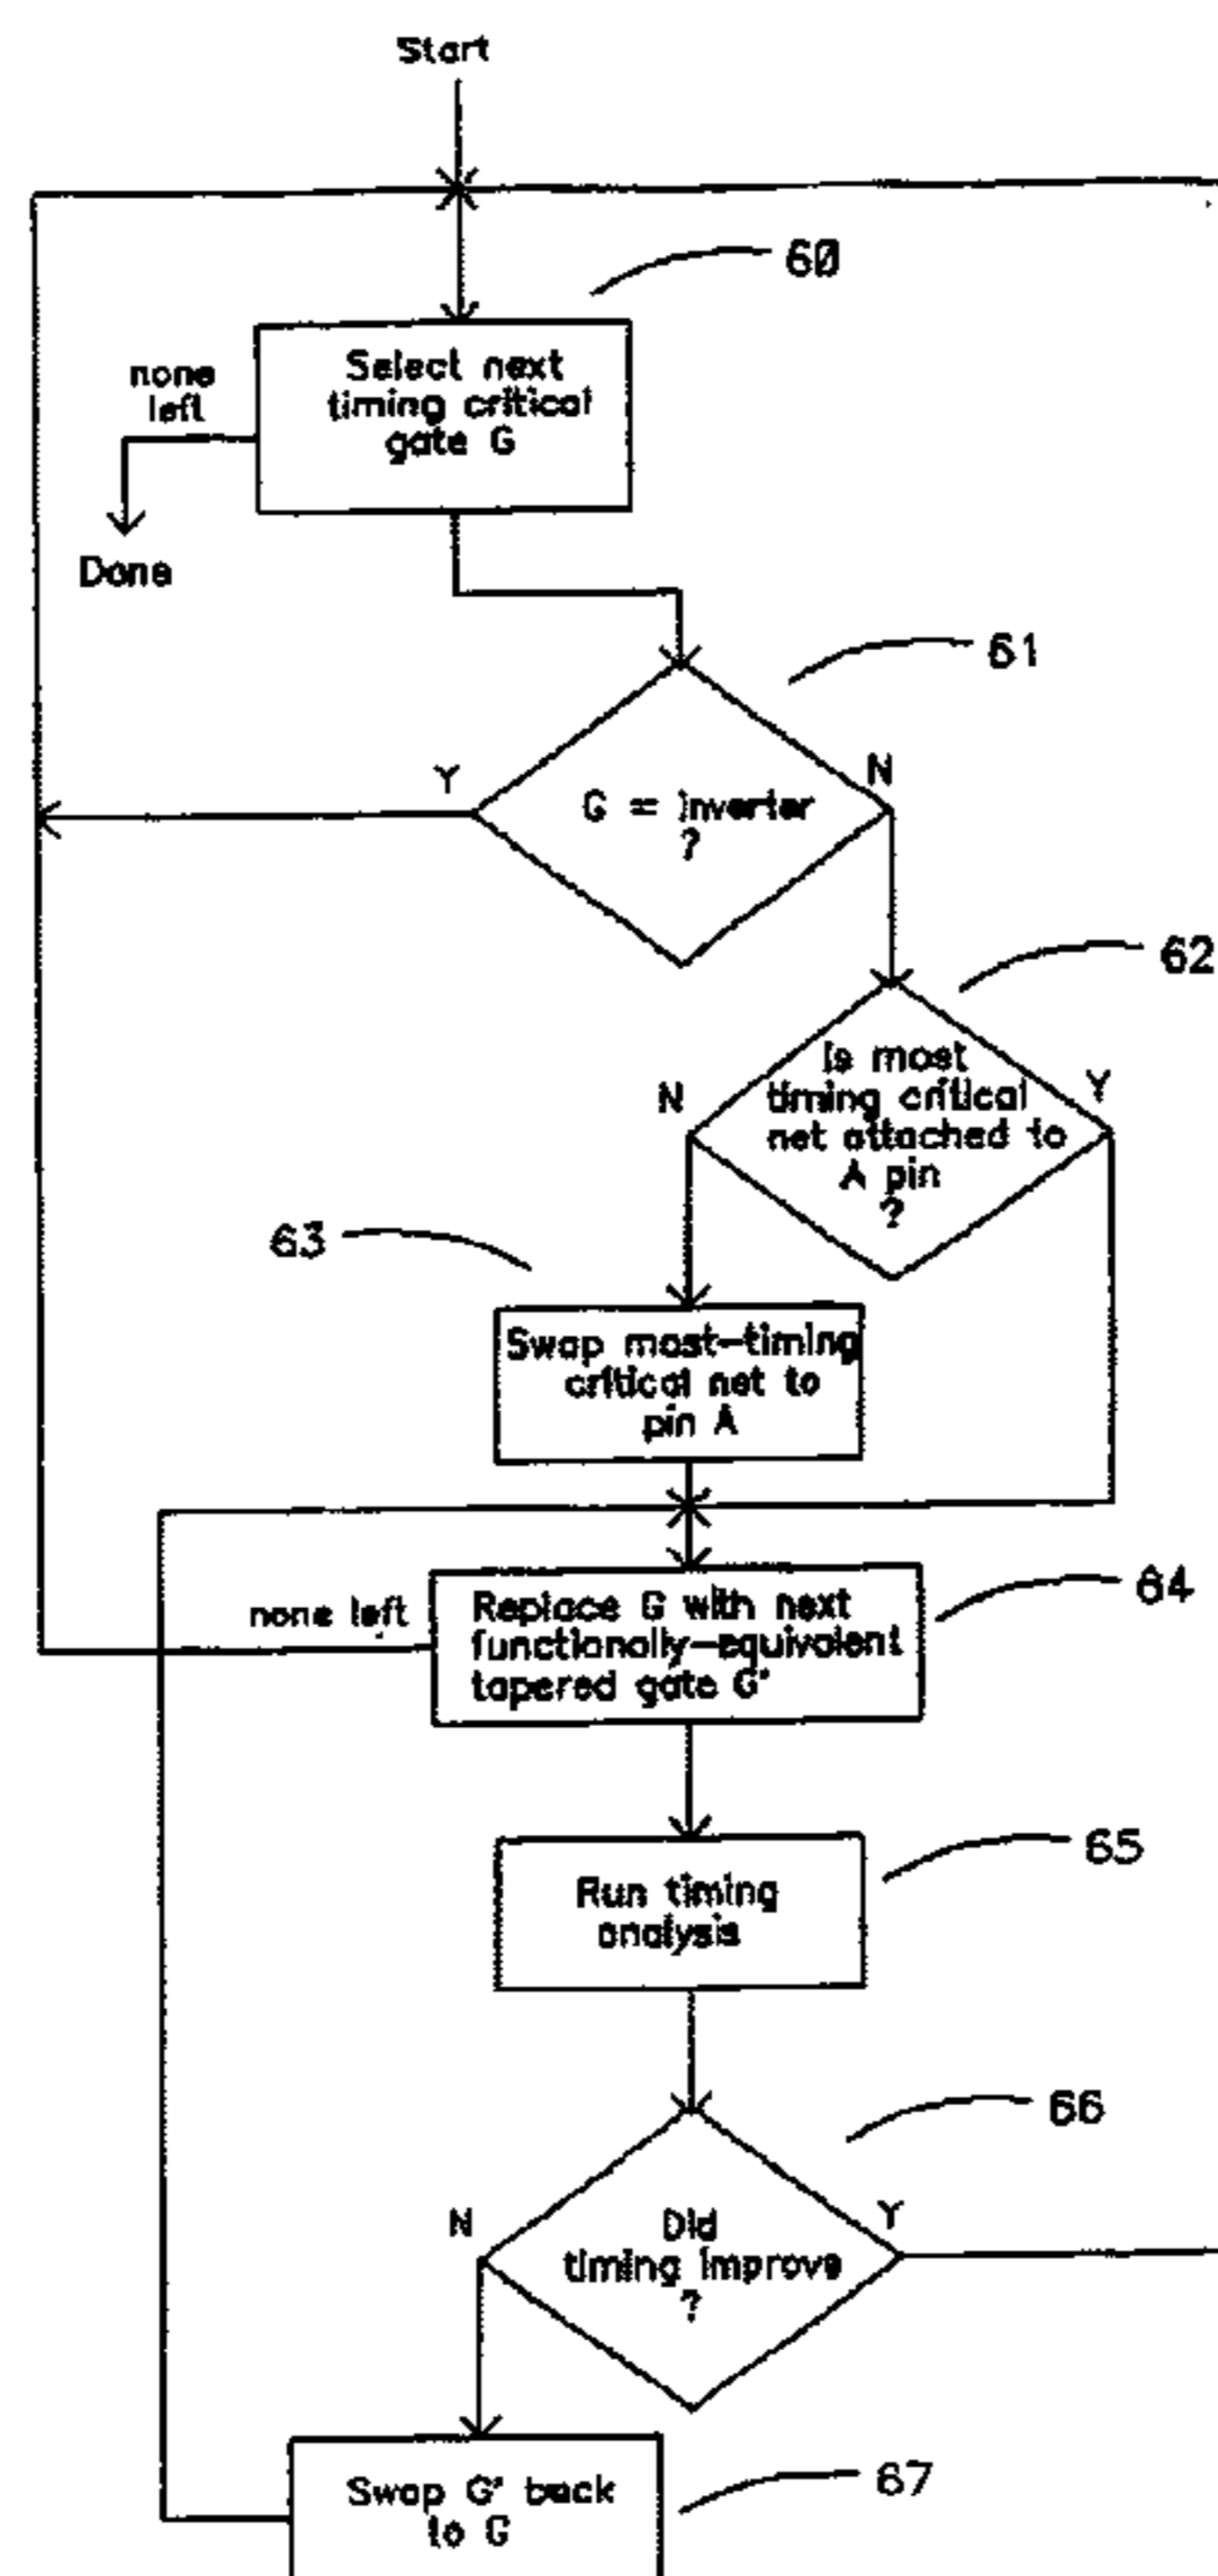 Start
60
Select next
timing critical
gate G
none
left
Done
61
Y
N
G = Inverter
?
62
Is most
timing critical
net attached to
A pin
?
N
Y
63
Swap most-timing
critical net to
pin A
64
none left
Replace G with next
functionally-equivalent
tapered gate G'
65
Run timing
analysis
66
N
Y
Did
timing improve
?
67
Swap G' back
to G